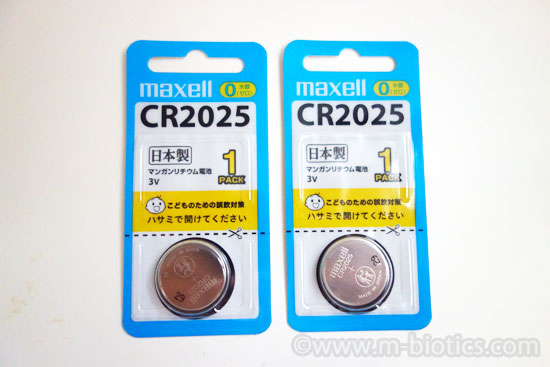 maxell 0 水銀(ゼロ)
CR2025
日本製
マンガンリチウム電池
3V
1
PACK
こどものための誤飲対策
ハサミで開けてください
maxell
CR2025
maxell 0 水銀(ゼロ)
CR2025
日本製
マンガンリチウム電池
3V
1
PACK
こどものための誤飲対策
ハサミで開けてください
maxell
CR2025
+
©www.m-biotics.com